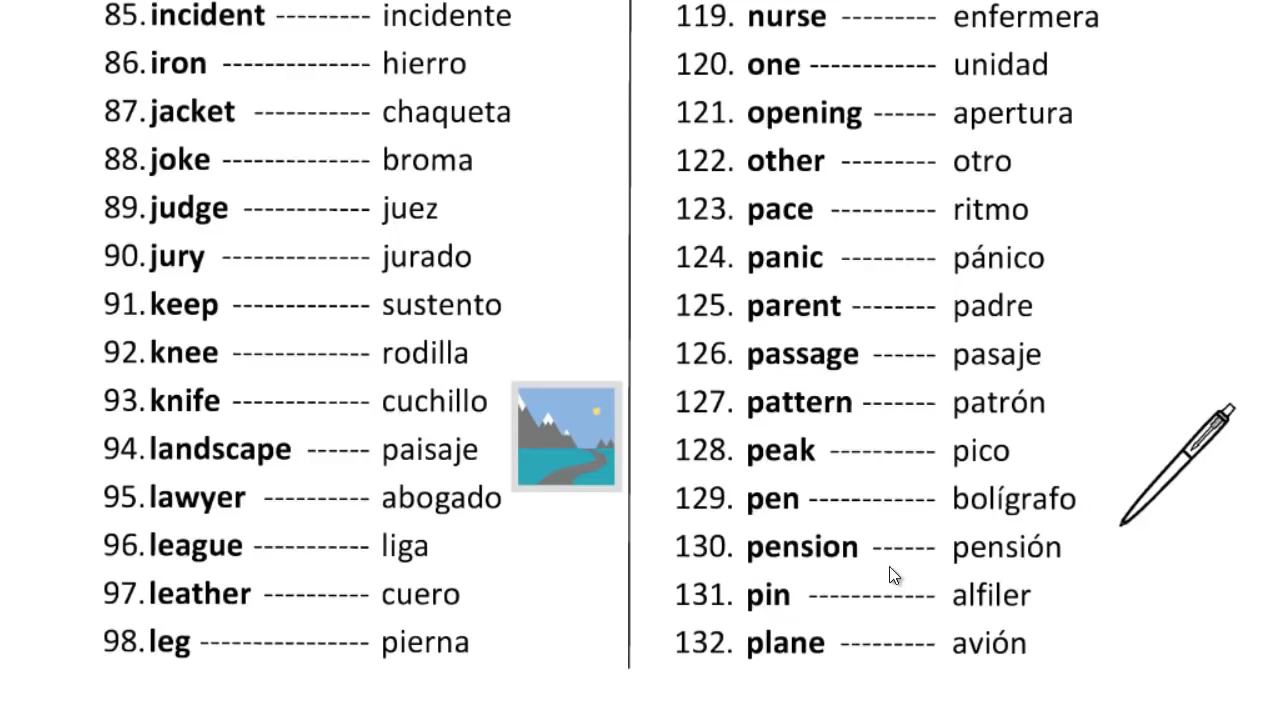 85. incident --------- incidente
86. iron -------------- hierro
87. jacket ----------- chaqueta
88. joke -------------- broma
89. judge ------------ juez
90. jury -------------- jurado
91. keep ------------- sustento
92. knee ------------- rodilla
93. knife ------------- cuchillo
94. landscape ------ paisaje
95. lawyer ---------- abogado
96. league ----------- liga
97. leather ---------- cuero
98. leg ---------------- pierna
119. nurse --------- enfermera
120. one ------------ unidad
121. opening ------ apertura
122. other --------- otro
123. pace ---------- ritmo
124. panic --------- pánico
125. parent -------- padre
126. passage ------ pasaje
127. pattern ------- patrón
128. peak ---------- pico
129. pen ------------ bolígrafo
130. pension ------ pensión
131. pin ------------ alfiler
132. plane --------- avión